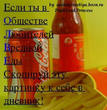 Если ты в
Обществе
Любителей
Вредной
Еды
Скопируй эту
картинку к себе в
дневник!